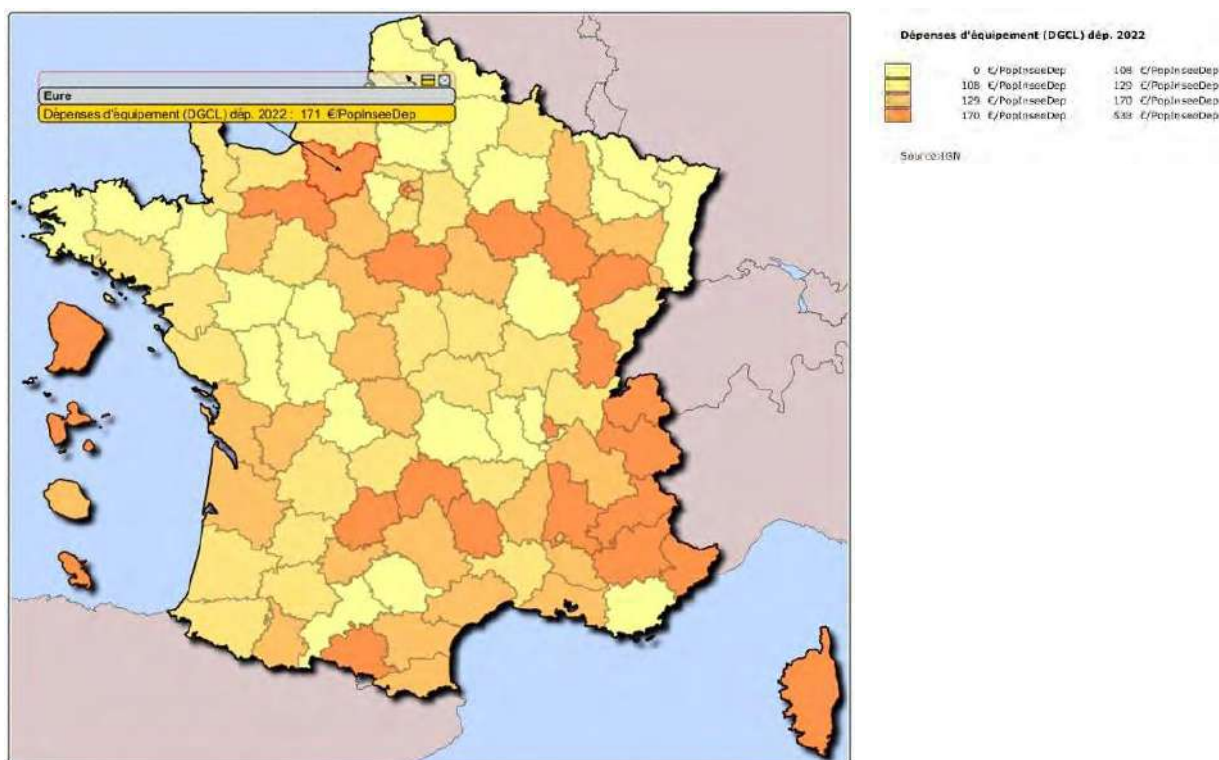 Eure
Dépenses d'équipement (DGCL) dép. 2022 : 171 €/PopInseeDep
Dépenses d'équipement (DGCL) dép. 2022
0 €/PopInseeDep 108 €/PopInseeDep
108 €/PopInseeDep 129 €/PopInseeDep
129 €/PopInseeDep 170 €/PopInseeDep
170 €/PopInseeDep €/PopInseeDep
Source:IGN